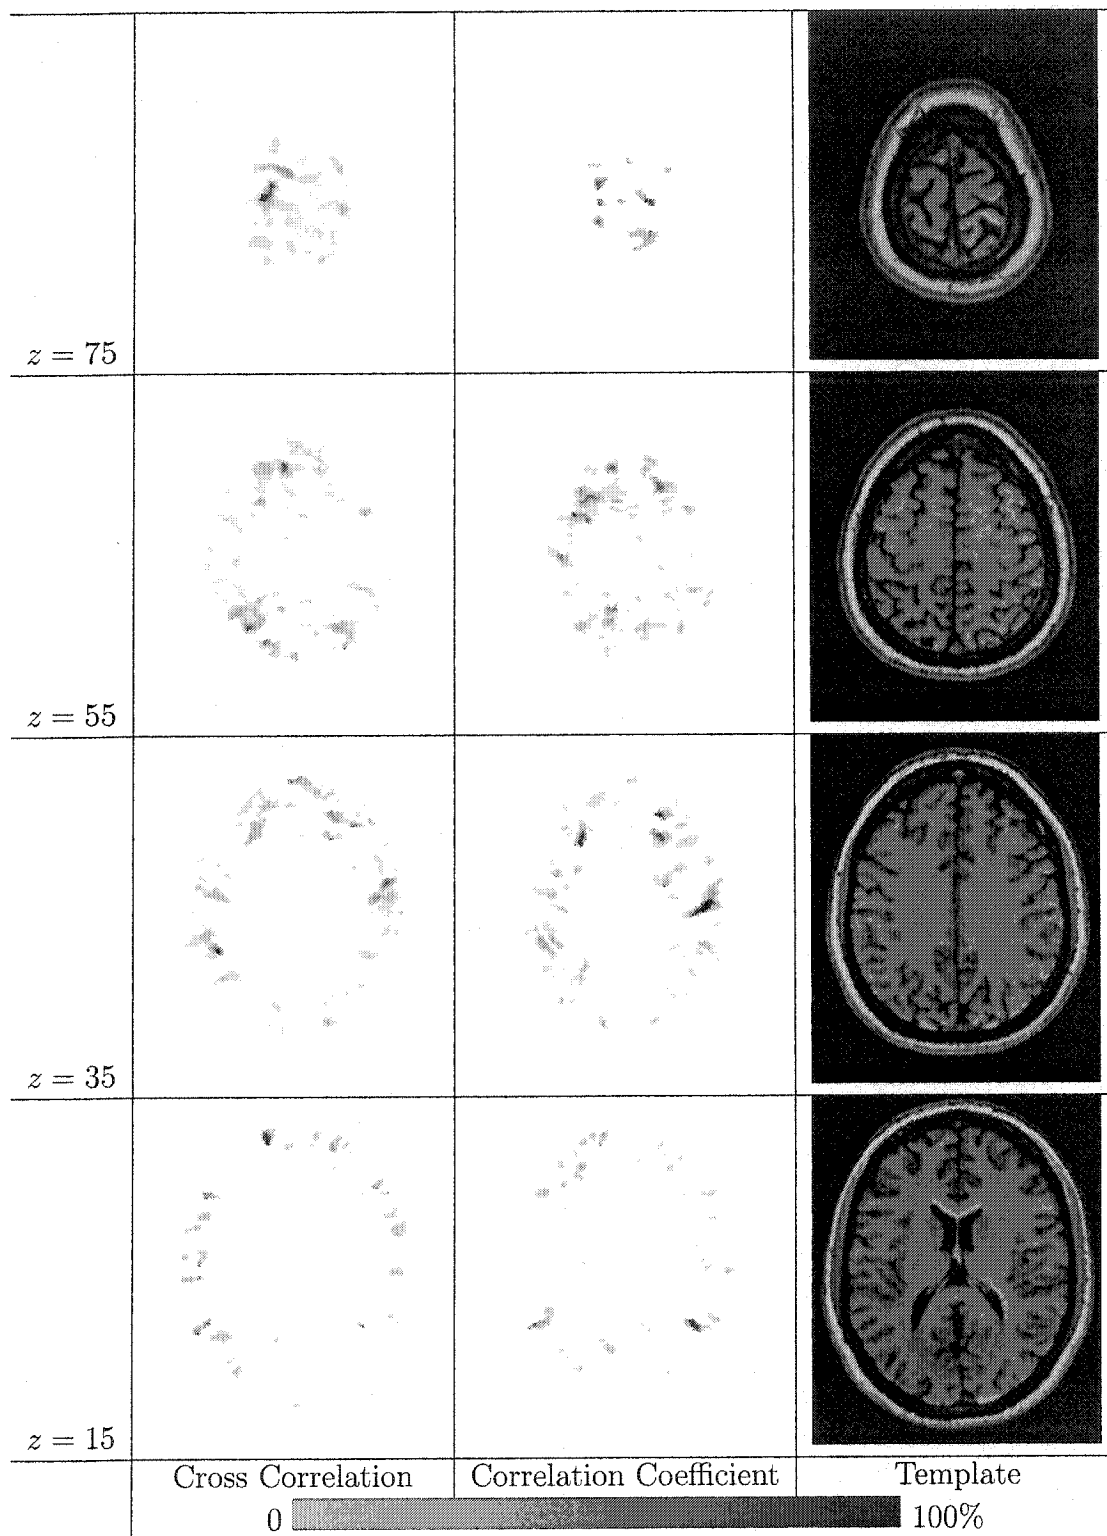 z = 75
z = 55
z = 35
z = 15
Cross Correlation Correlation Coefficient Template
0 100%